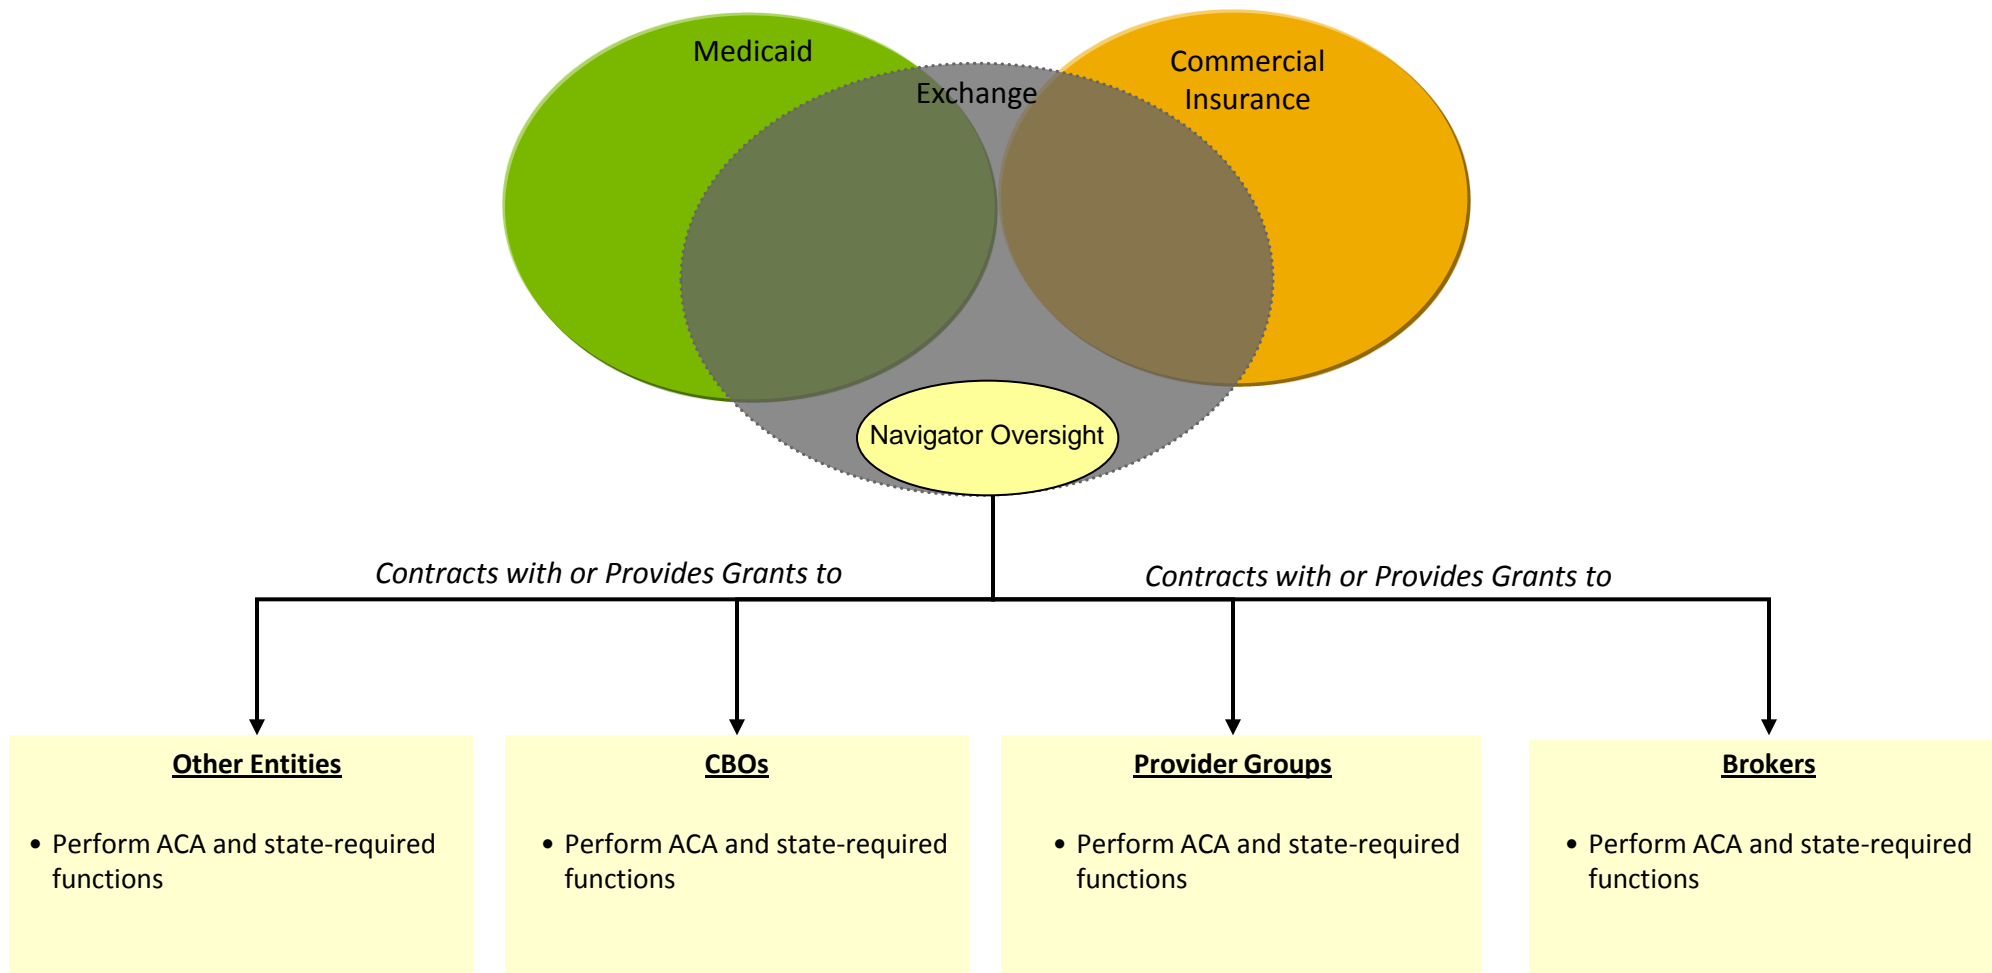 Medicaid
Exchange
Commercial
Insurance
Navigator Oversight
Contracts with or Provides Grants to
Contracts with or Provides Grants to
Other Entities
• Perform ACA and state-required
functions
CBOs
• Perform ACA and state-required
functions
Provider Groups
• Perform ACA and state-required
functions
Brokers
• Perform ACA and state-required
functions